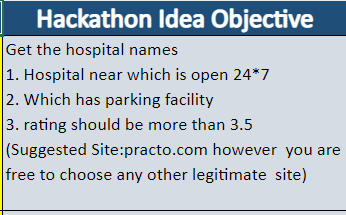 Hackathon Idea Objective
Get the hospital names
1. Hospital near which is open 24*7
2. Which has parking facility
3. rating should be more than 3.5
(Suggested Site:practo.com however  you are
free to choose any other legitimate  site)